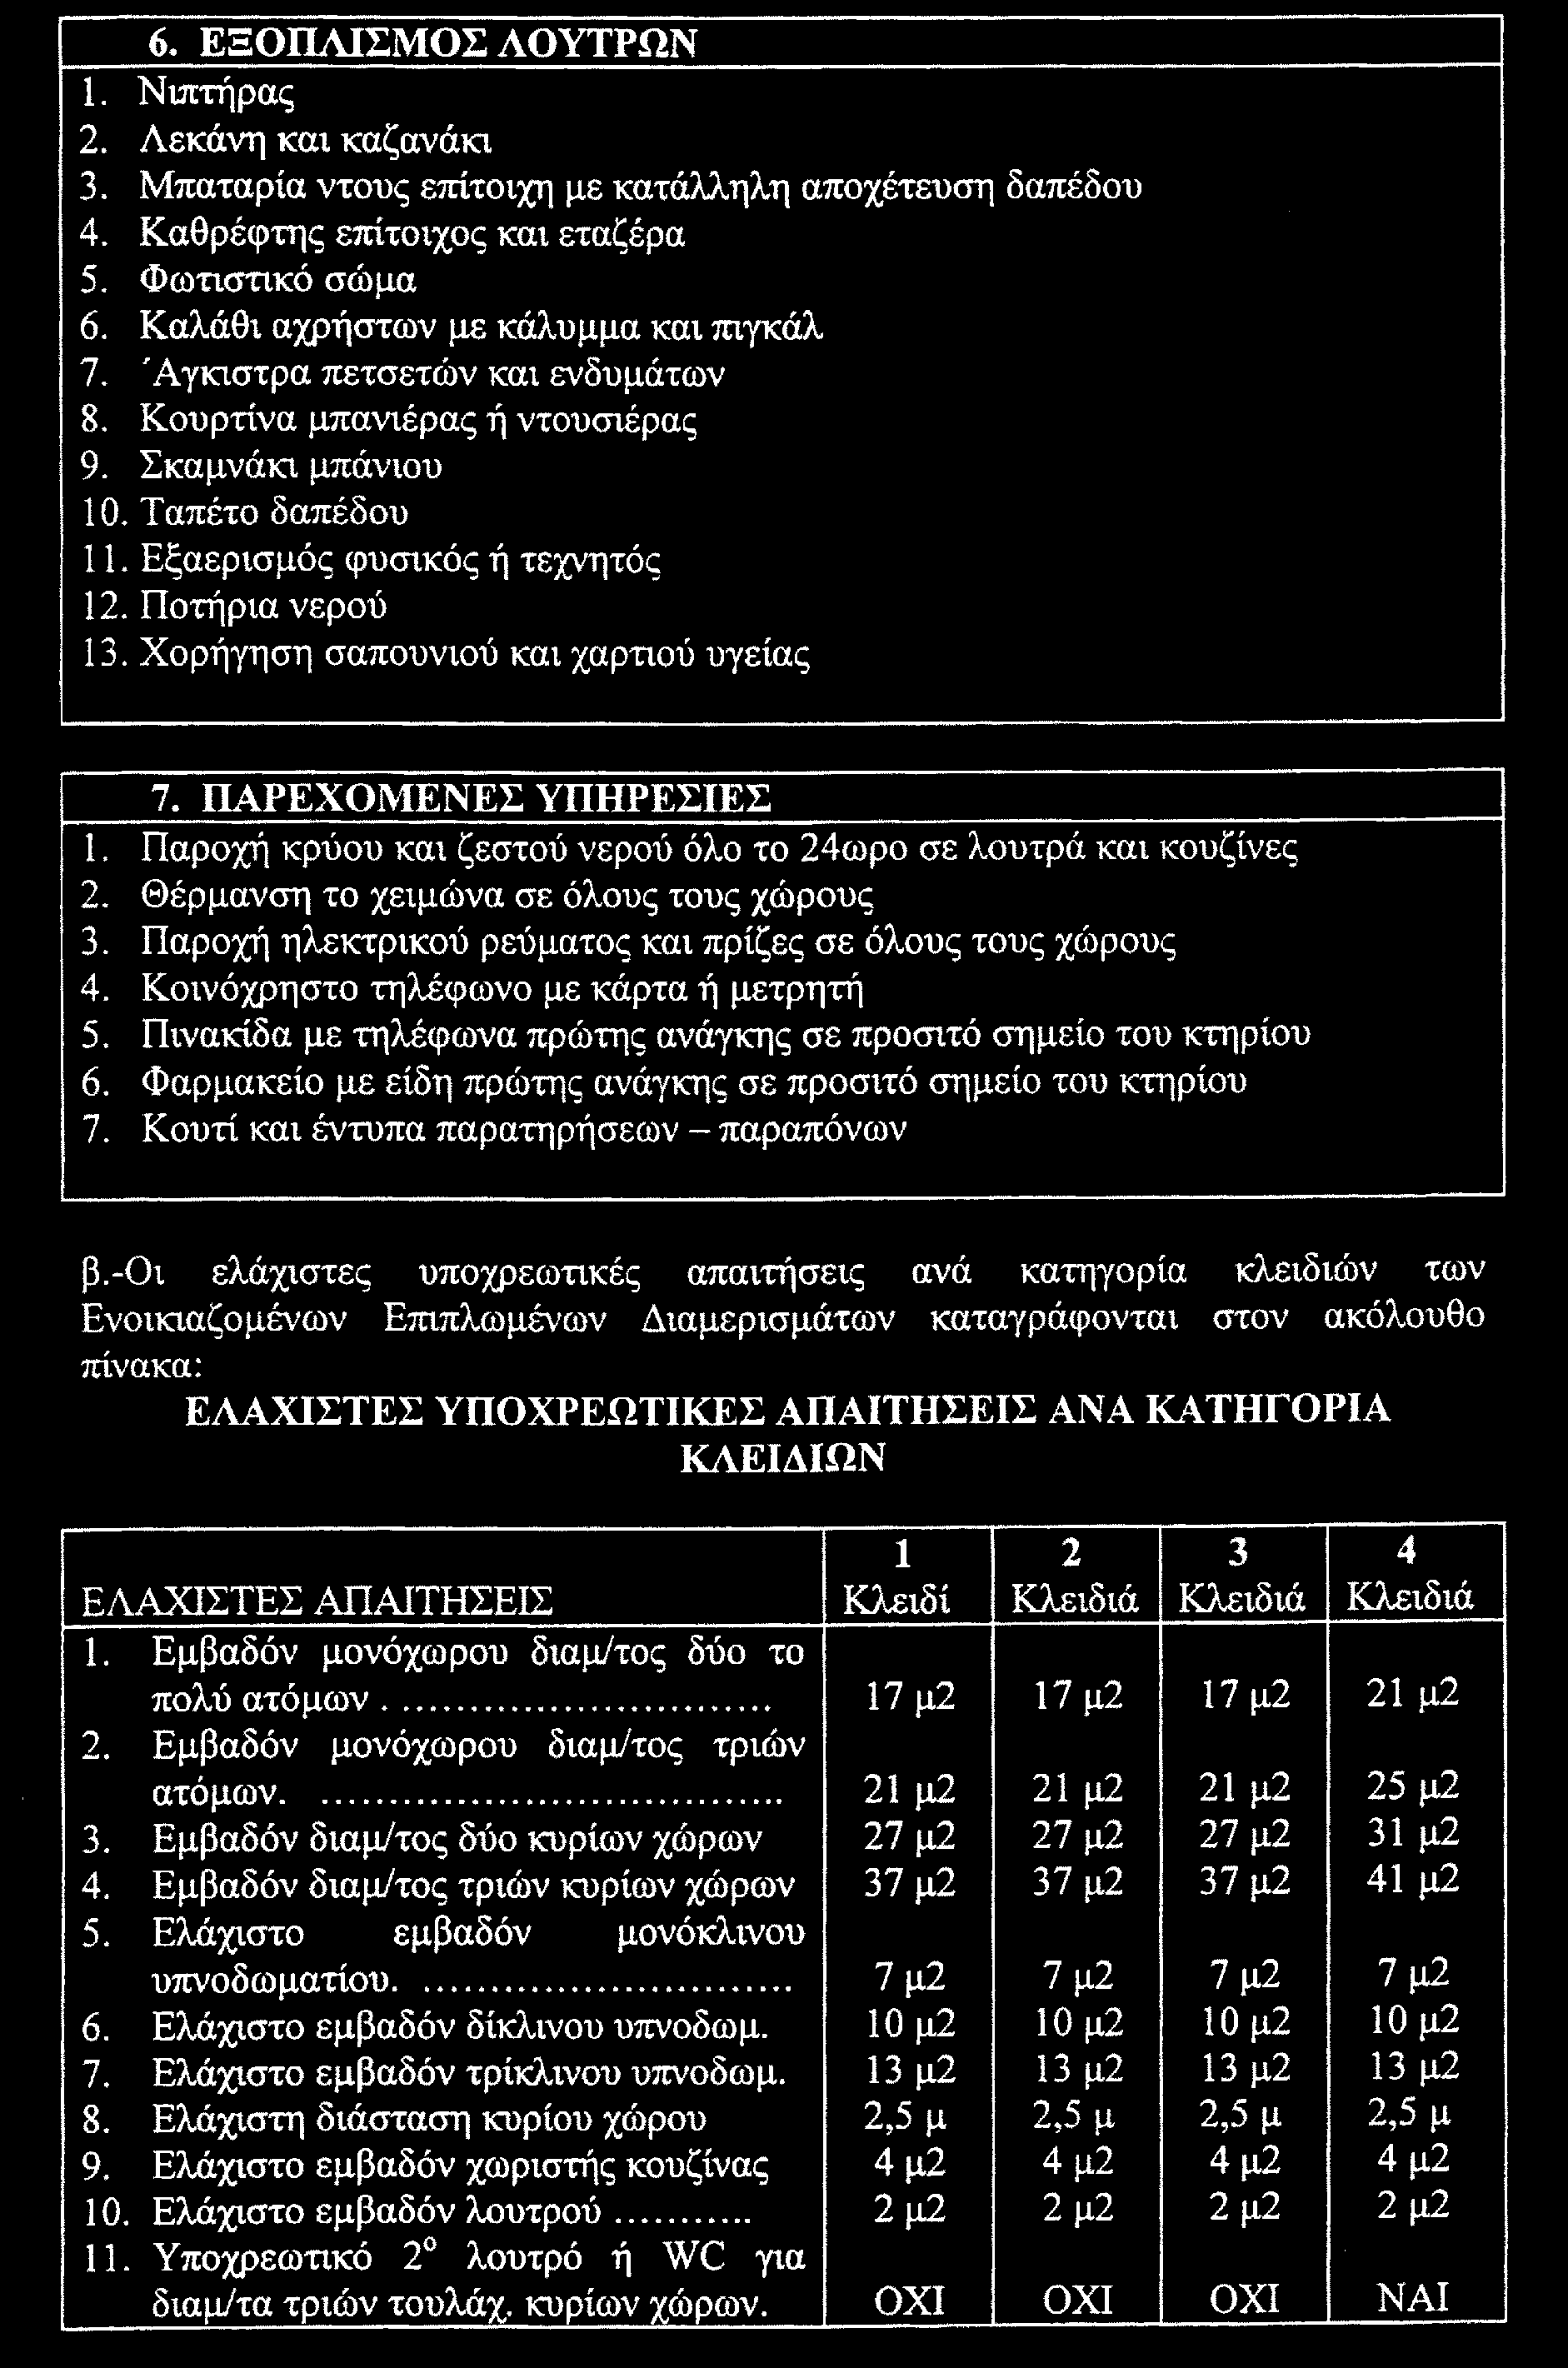 6. ΕΞΟΠΛΙΣΜΟΣ ΛΟΥΤΡΩΝ
1. Νιπτήρας
2. Λεκάνη και καζανάκι
3. Μπαταρία ντους επίτοιχη με κατάλληλη αποχέτευση δαπέδου
4. Καθρέφτης επίτοιχος και εταζέρα
5. Φωτιστικό σώμα
6. Καλάθι αχρήστων με κάλυμμα και πιγκάλ
7. Άγκιστρα πετσετών και ενδυμάτων
8. Κουρτίνα μπανιέρας ή ντουσιέρας
9. Σκαμνάκι μπάνιου
10. Ταπέτο δαπέδου
11. Εξαερισμός φυσικός ή τεχνητός
12. Ποτήρια νερού
13. Χορήγηση σαπουνιού και χαρτιού υγείας
7. ΠΑΡΕΧΟΜΕΝΕΣ ΥΠΗΡΕΣΙΕΣ
1. Παροχή κρύου και ζεστού νερού όλο το 24ωρο σε λουτρά και κουζίνες
2. Θέρμανση το χειμώνα σε όλους τους χώρους
3. Παροχή ηλεκτρικού ρεύματος και πρίζες σε όλους τους χώρους
4. Κοινόχρηστο τηλέφωνο με κάρτα ή μετρητή
5. Πινακίδα με τηλέφωνα πρώτης ανάγκης σε προσιτό σημείο του κτηρίου
6. Φαρμακείο με είδη πρώτης ανάγκης σε προσιτό σημείο του κτηρίου
7. Κουτί και έντυπα παρατηρήσεων – παραπόνων
β.-Οι ελάχιστες υποχρεωτικές απαιτήσεις ανά κατηγορία κλειδιών των
Ενοικιαζομένων Επιπλωμένων Διαμερισμάτων καταγράφονται στον ακόλουθο
πίνακα:
ΕΛΑΧΙΣΤΕΣ ΥΠΟΧΡΕΩΤΙΚΕΣ ΑΠΑΙΤΗΣΕΙΣ ΑΝΑ ΚΑΤΗΓΟΡΙΑ
ΚΛΕΙΔΙΩΝ
1 2 3 4
ΕΛΑΧΙΣΤΕΣ ΑΠΑΙΤΗΣΕΙΣ Κλειδί Κλειδιά Κλειδιά Κλειδιά
1. Εμβαδόν μονόχωρου διαμ/τος δύο το
πολύ ατόμων. .......................... 17 μ2 17 μ2 17 μ2 21 μ2
2. Εμβαδόν μονόχωρου διαμ/τος τριών
ατόμων. ................................ 21 μ2 21 μ2 21 μ2 25 μ2
3. Εμβαδόν διαμ/τος δύο κυρίων χώρων 27 μ2 27 μ2 27 μ2 31 μ2
4. Εμβαδόν διαμ/τος τριών κυρίων χώρων 37 μ2 37 μ2 37 μ2 41 μ2
5. Ελάχιστο εμβαδόν μονόκλινου
υπνοδωματίου. ......................... 7 μ2 7 μ2 7 μ2 7 μ2
6. Ελάχιστο εμβαδόν δίκλινου υπνοδωμ. 10 μ2 10 μ2 10 μ2 10 μ2
7. Ελάχιστο εμβαδόν τρίκλινου υπνοδωμ. 13 μ2 13 μ2 13 μ2 13 μ2
8. Ελάχιστη διάσταση κυρίου χώρου 2,5 μ 2,5 μ 2,5 μ 2,5 μ
9. Ελάχιστο εμβαδόν χωριστής κουζίνας 4 μ2 4 μ2 4 μ2 4 μ2
10. Ελάχιστο εμβαδόν λουτρού ........... 2 μ2 2 μ2 2 μ2 2 μ2
11. Υποχρεωτικό 2° λουτρό ή WC για
διαμ/τα τριών τουλάχ. κυρίων χώρων. ΟΧΙ ΟΧΙ ΟΧΙ ΝΑΙ